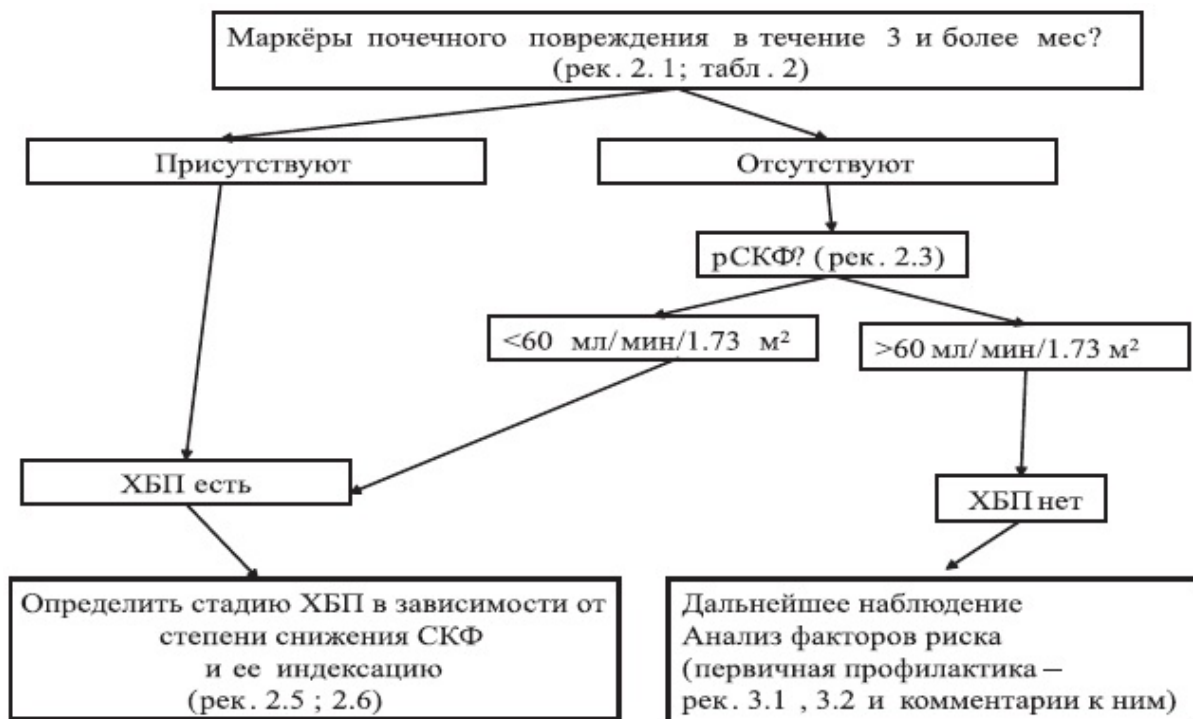 Маркёры почечного повреждения в течение 3 и более мес?
(рек. 2. 1; табл. 2)
Присутствуют
Отсутствуют
рСКФ? (рек. 2.3)
<60 мл/мин/1.73 м²
>60 мл/мин/1.73 м²
ХБП есть
ХБП нет
Определить стадию ХБП в зависимости от
степени снижения СКФ
и ее индексацию
(рек. 2.5 ; 2.6)
Дальнейшее наблюдение
Анализ факторов риска
(первичная профилактика –
рек. 3.1 , 3.2 и комментарии к ним)